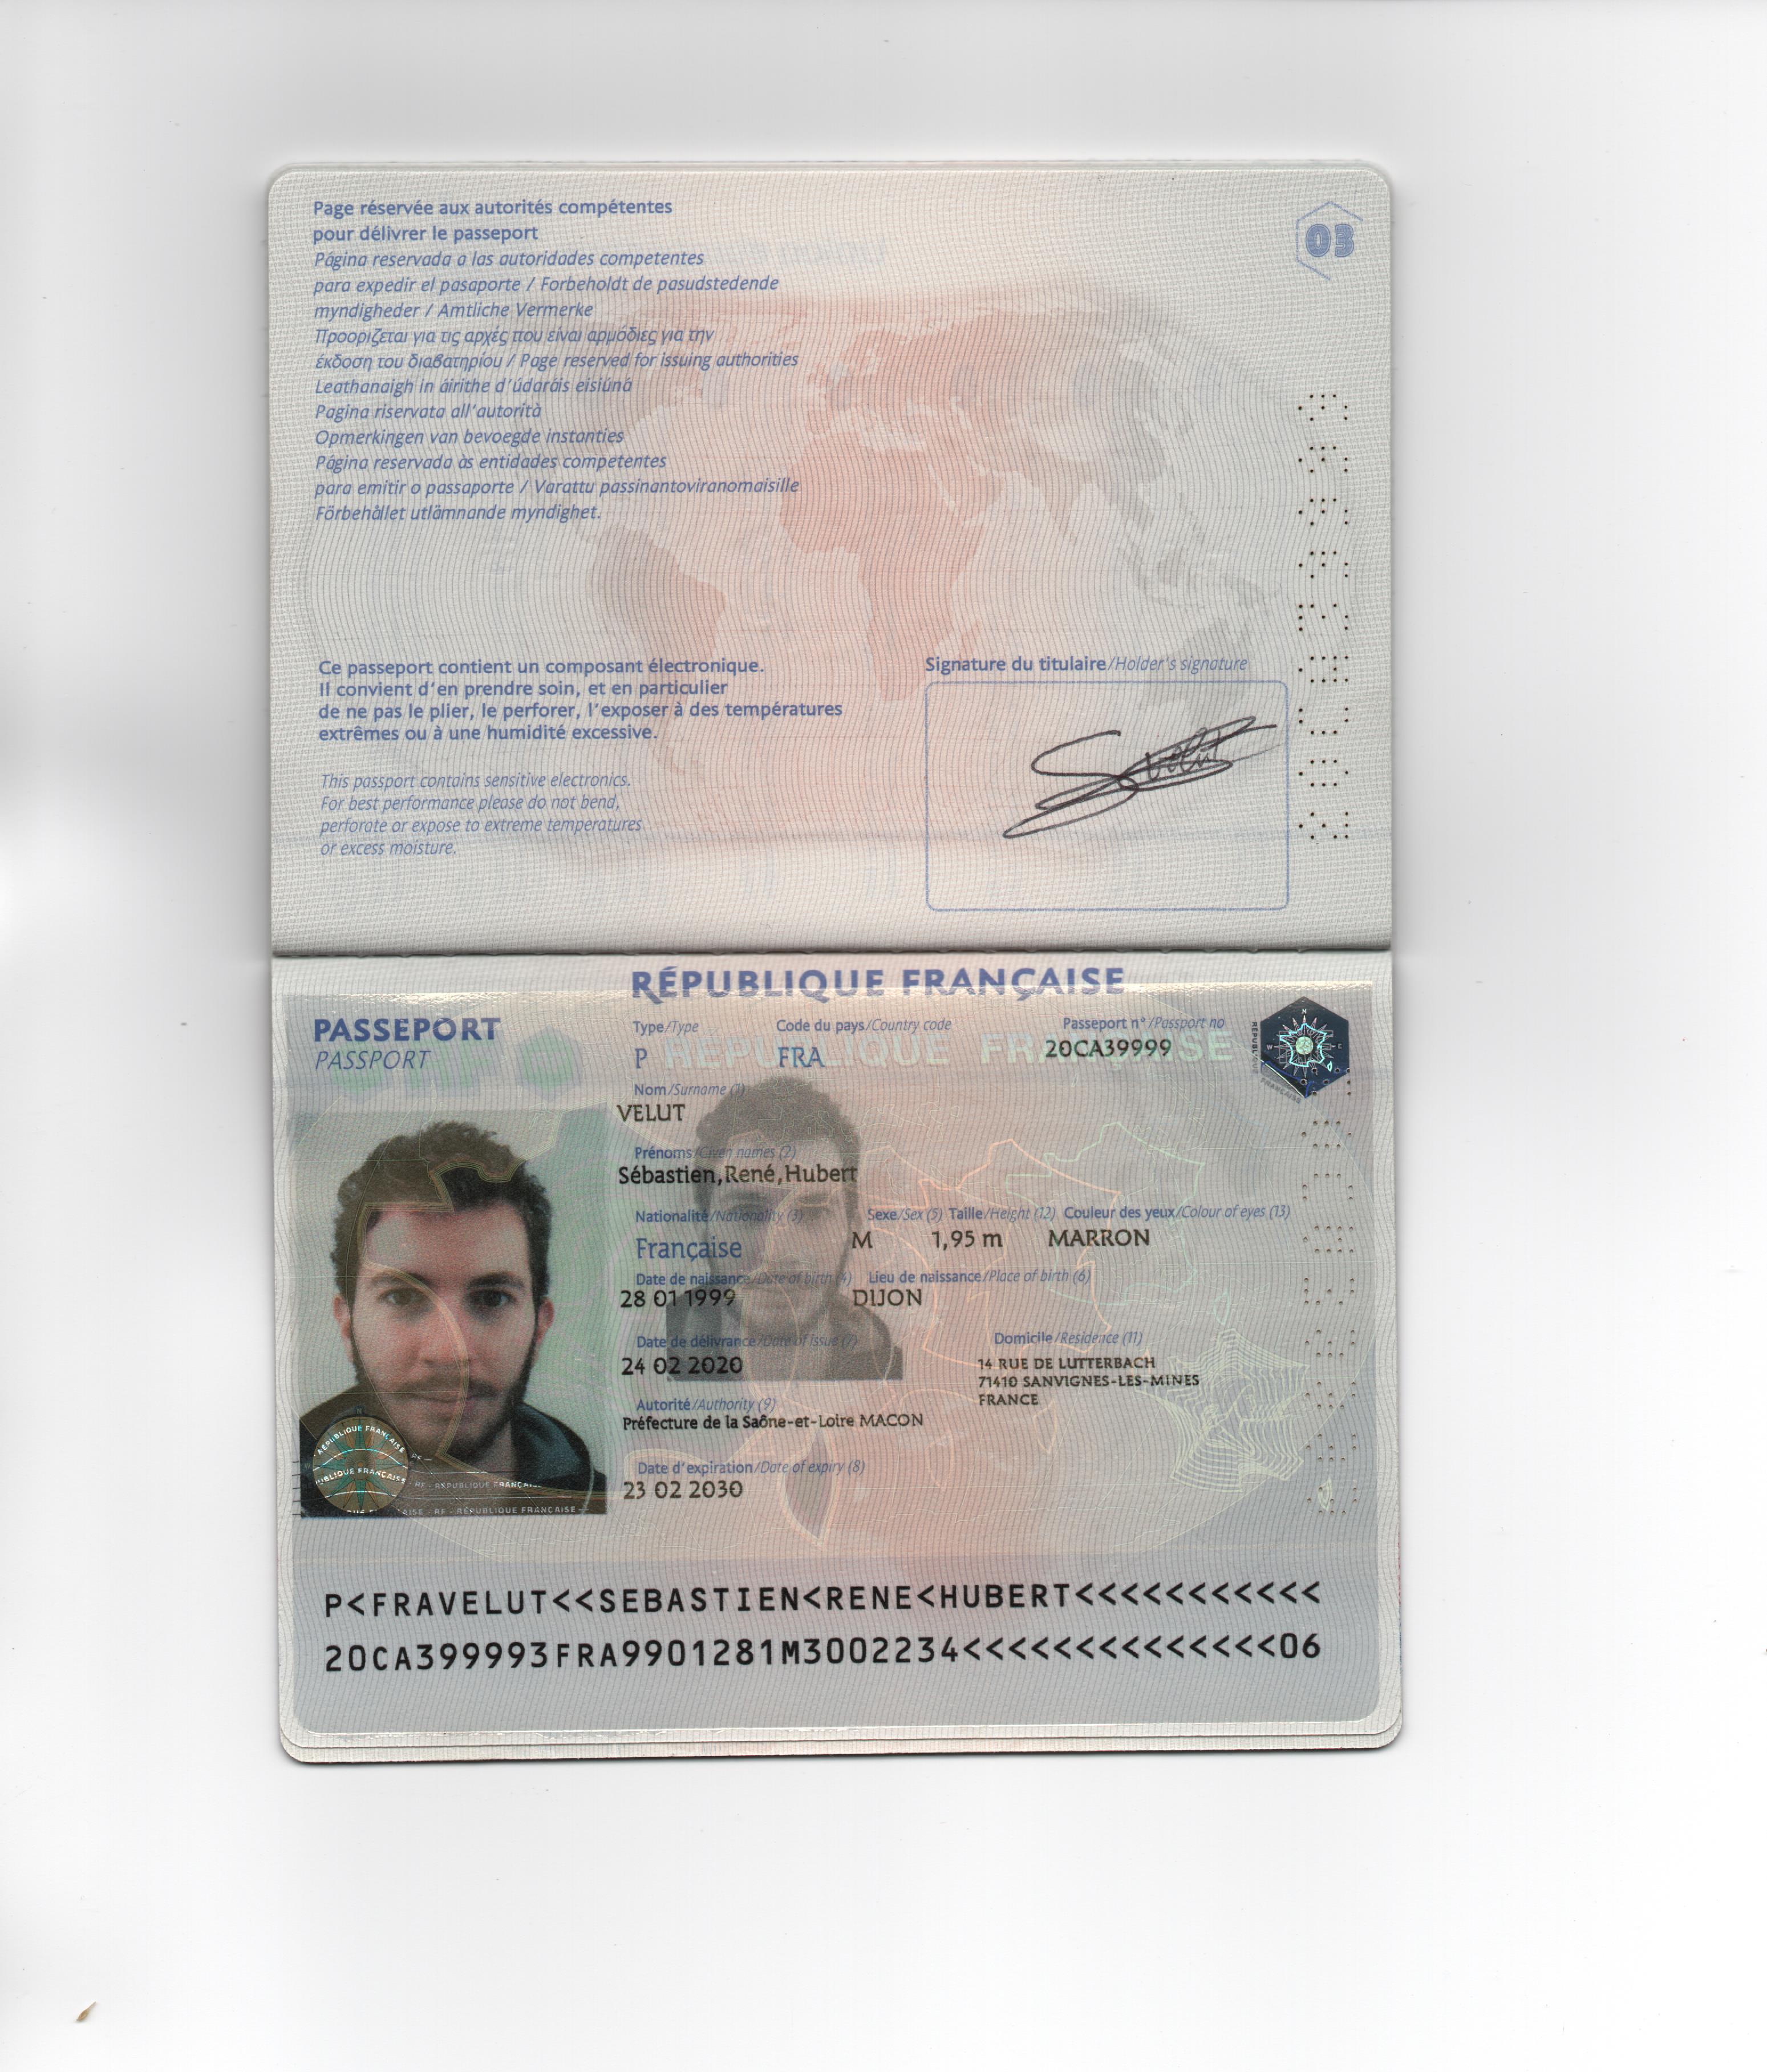 Page réservée aux autorités compétentes
pour délivrer le passeport
Página reservada a las autoridades competentes
para expedir el pasaporte / Forbeholdt de pasudstedende
myndigheder / Amtliche Vermerke
Προορίζεται για τις αρχές που είναι αρμόδιες για την
έκδοση του διαβατηρίου / Page reserved for issuing authorities
Leathanaigh in áirithe d'údaráis eisiúná
Pagina riservata all'autorità
Opmerkingen van bevoegde instanties
Página reservada às entidades competentes
para emitir o passaporte / Varattu passinantoviranomaisille
Förbehållet utlämnande myndighet.
03
Ce passeport contient un composant électronique.
Il convient d'en prendre soin, et en particulier
de ne pas le plier, le perforer, l'exposer à des températures
extrêmes ou à une humidité excessive.
This passport contains sensitive electronics.
For best performance please do not bend,
perforate or expose to extreme temperatures
or excess moisture.
Signature du titulaire/Holder's signature
S Velut
20CA39999
RÉPUBLIQUE FRANÇAISE
PASSEPORT
PASSPORT
Type/Type Code du pays/Country code Passeport n°/Passport no
P FRA 20CA39999
RÉPUBLIQUE FRANÇAISE
Nom/Surname (1)
VELUT
Prénoms/Given names (2)
Sébastien,René,Hubert
Nationalité/Nationality (3) Sexe/Sex (5) Taille/Height (12) Couleur des yeux/Colour of eyes (13)
Française M 1,95 m MARRON
Date de naissance/Date of birth (4) Lieu de naissance/Place of birth (6)
28 01 1999 DIJON
Date de délivrance/Date of issue (7) Domicile/Residence (11)
24 02 2020
14 RUE DE LUTTERBACH
71410 SANVIGNES-LES-MINES
FRANCE
Autorité/Authority (9)
Préfecture de la Saône-et-Loire MACON
Date d'expiration/Date of expiry (8)
23 02 2030
RÉPUBLIQUE FRANÇAISE
RF - RÉPUBLIQUE FRANÇAISE
P<FRAVELUT<<SEBASTIEN<RENE<HUBERT<<<<<<<<<<<
20CA399993FRA9901281M3002234<<<<<<<<<<<<<<06